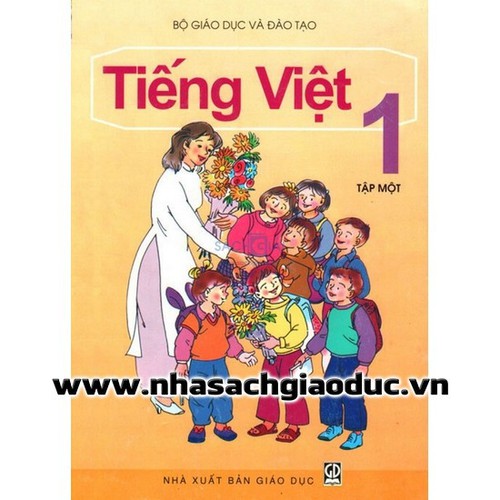 BỘ GIÁO DỤC VÀ ĐÀO TẠO
Tiếng Việt
1
TẬP MỘT
www.nhasachgiaoduc.vn
NHÀ XUẤT BẢN GIÁO DỤC
GD